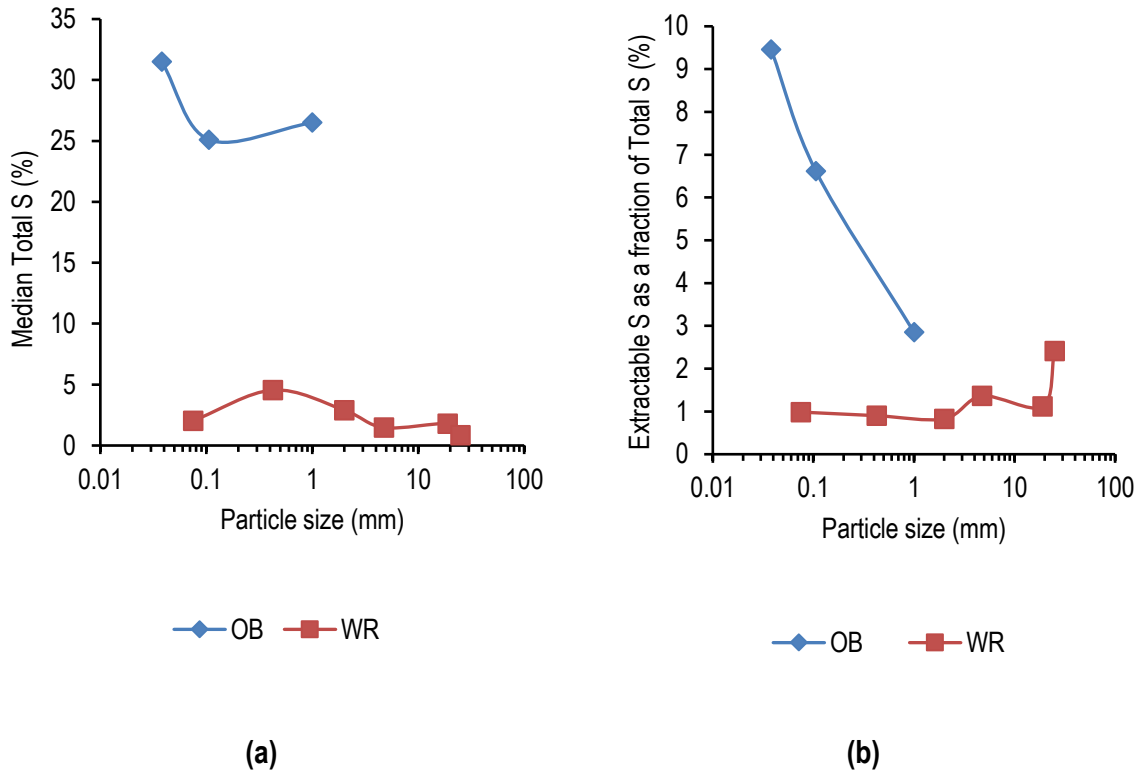 Median Total S (%)
35
30
25
20
15
10
5
0
0.01 0.1 1 10 100
Particle size (mm)
OB WR
(a)
Extractable S as a fraction of Total S (%)
10
9
8
7
6
5
4
3
2
1
0
0.01 0.1 1 10 100
Particle size (mm)
OB WR
(b)